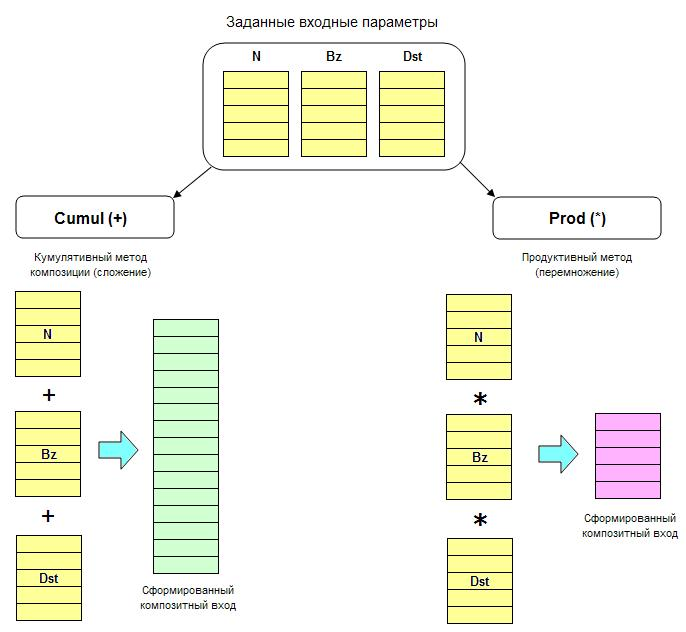 Заданные входные параметры
N Bz Dst
Cumul (+)
Prod (*)
Кумулятивный метод
композиции (сложение)
Продуктивный метод
(перемножение)
N
+
Bz
+
Dst
Сформированный
композитный вход
N
*
Bz
*
Dst
Сформированный
композитный вход